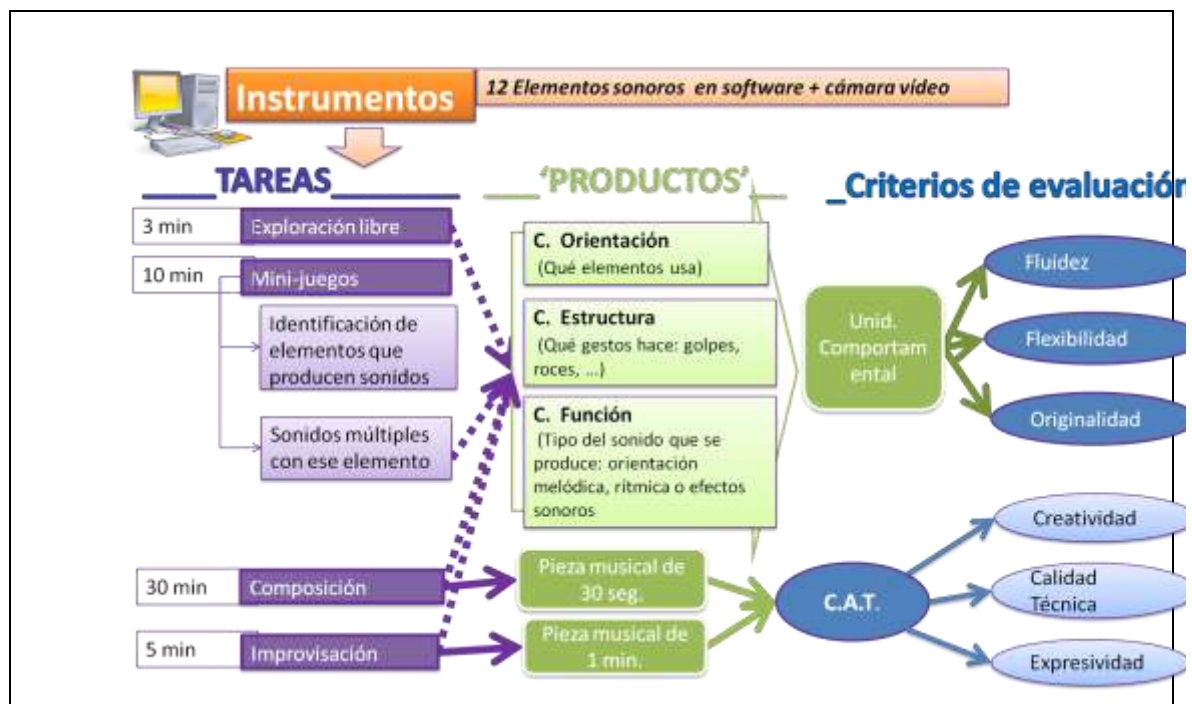 Instrumentos
12 Elementos sonoros en software + cámara vídeo
____TAREAS______
____'PRODUCTOS'__
_Criterios de evaluación
3 min
Exploración libre
10 min
Mini-juegos
Identificación de
elementos que
producen sonidos
Sonidos múltiples
con ese elemento
30 min
Composición
5 min
Improvisación
C. Orientación
(Qué elementos usa)
C. Estructura
(Qué gestos hace: golpes,
roces, ...)
C. Función
(Tipo del sonido que se
produce: orientación
melódica, rítmica o efectos
sonoros
Pieza musical de
30 seg.
Pieza musical de
1 min.
Unid.
Comportam
ental
C.A.T.
Fluidez
Flexibilidad
Originalidad
Creatividad
Calidad
Técnica
Expresividad